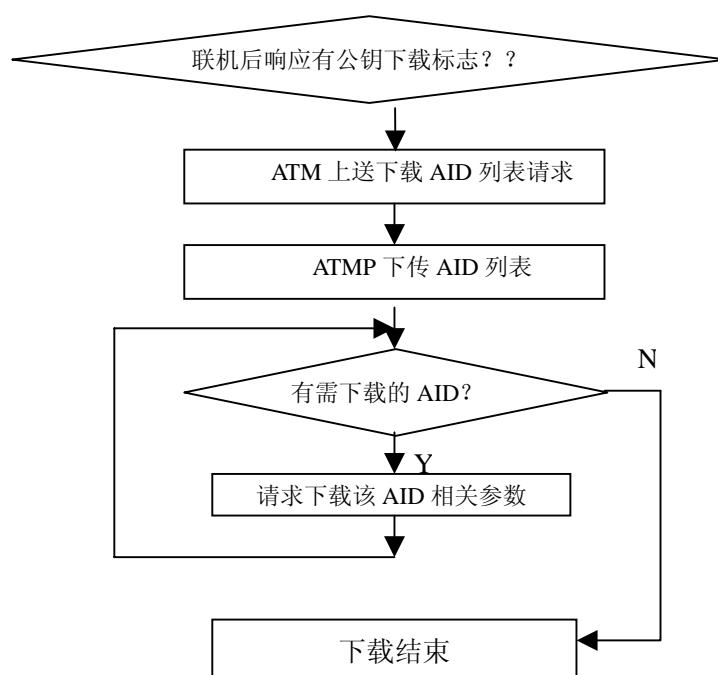 联机后响应有公钥下载标志？？
ATM 上送下载 AID 列表请求
ATMP 下传 AID 列表
N
有需下载的 AID？
Y
请求下载该 AID 相关参数
下载结束